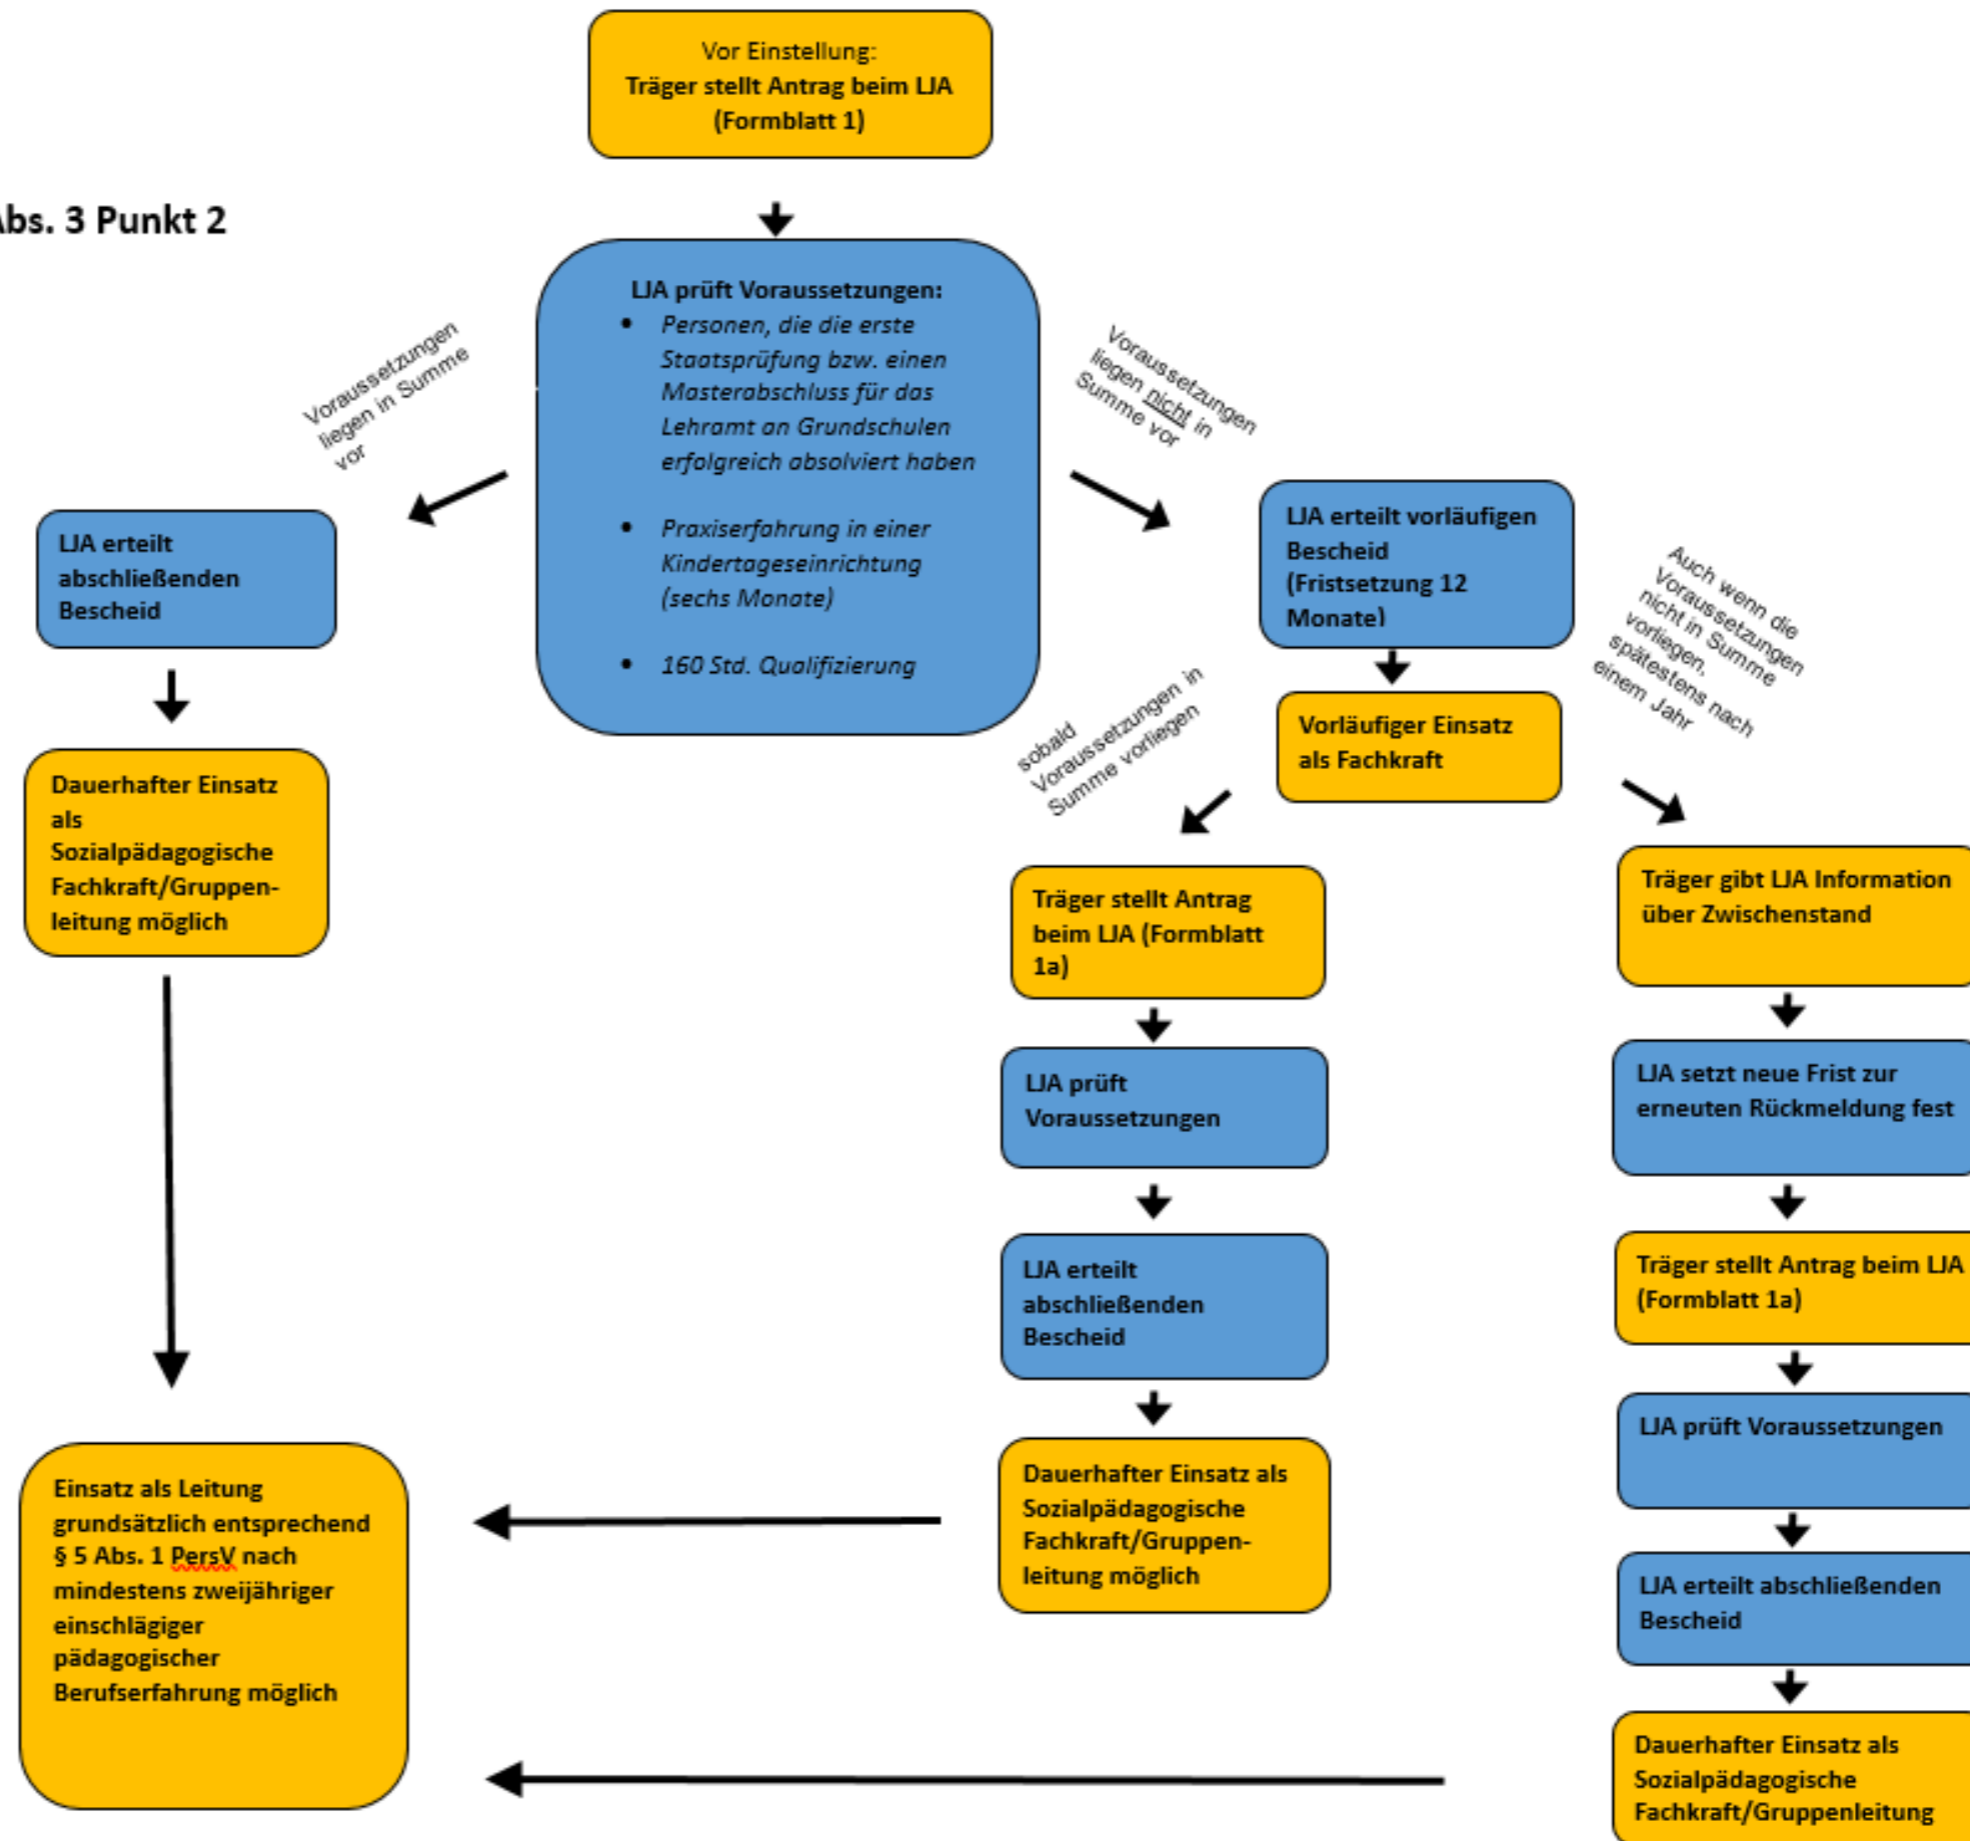 Vor Einstellung:
Träger stellt Antrag beim LJA
(Formblatt 1)
Abs. 3 Punkt 2
LJA prüft Voraussetzungen:
• Personen, die die erste
Staatsprüfung bzw. einen
Masterabschluss für das
Lehramt an Grundschulen
erfolgreich absolviert haben
• Praxiserfahrung in einer
Kindertageseinrichtung
(sechs Monate)
• 160 Std. Qualifizierung
Voraussetzungen
liegen in Summe
vor
Voraussetzungen
liegen nicht in
Summe vor
LJA erteilt
abschließenden
Bescheid
Dauerhafter Einsatz
als
Sozialpädagogische
Fachkraft/Gruppen-
leitung möglich
LJA erteilt vorläufigen
Bescheid
(Fristsetzung 12
Monate)
Vorläufiger Einsatz
als Fachkraft
sobald
Voraussetzungen in
Summe vorliegen
Auch wenn die
Voraussetzungen
nicht in Summe
vorliegen,
spätestens nach
einem Jahr
Träger stellt Antrag
beim LJA (Formblatt
1a)
LJA prüft
Voraussetzungen
LJA erteilt
abschließenden
Bescheid
Dauerhafter Einsatz als
Sozialpädagogische
Fachkraft/Gruppen-
leitung möglich
Träger gibt LJA Information
über Zwischenstand
LJA setzt neue Frist zur
erneuten Rückmeldung fest
Träger stellt Antrag beim LJA
(Formblatt 1a)
LJA prüft Voraussetzungen
LJA erteilt abschließenden
Bescheid
Dauerhafter Einsatz als
Sozialpädagogische
Fachkraft/Gruppenleitung
Einsatz als Leitung
grundsätzlich entsprechend
§ 5 Abs. 1 PersV nach
mindestens zweijähriger
einschlägiger
pädagogischer
Berufserfahrung möglich